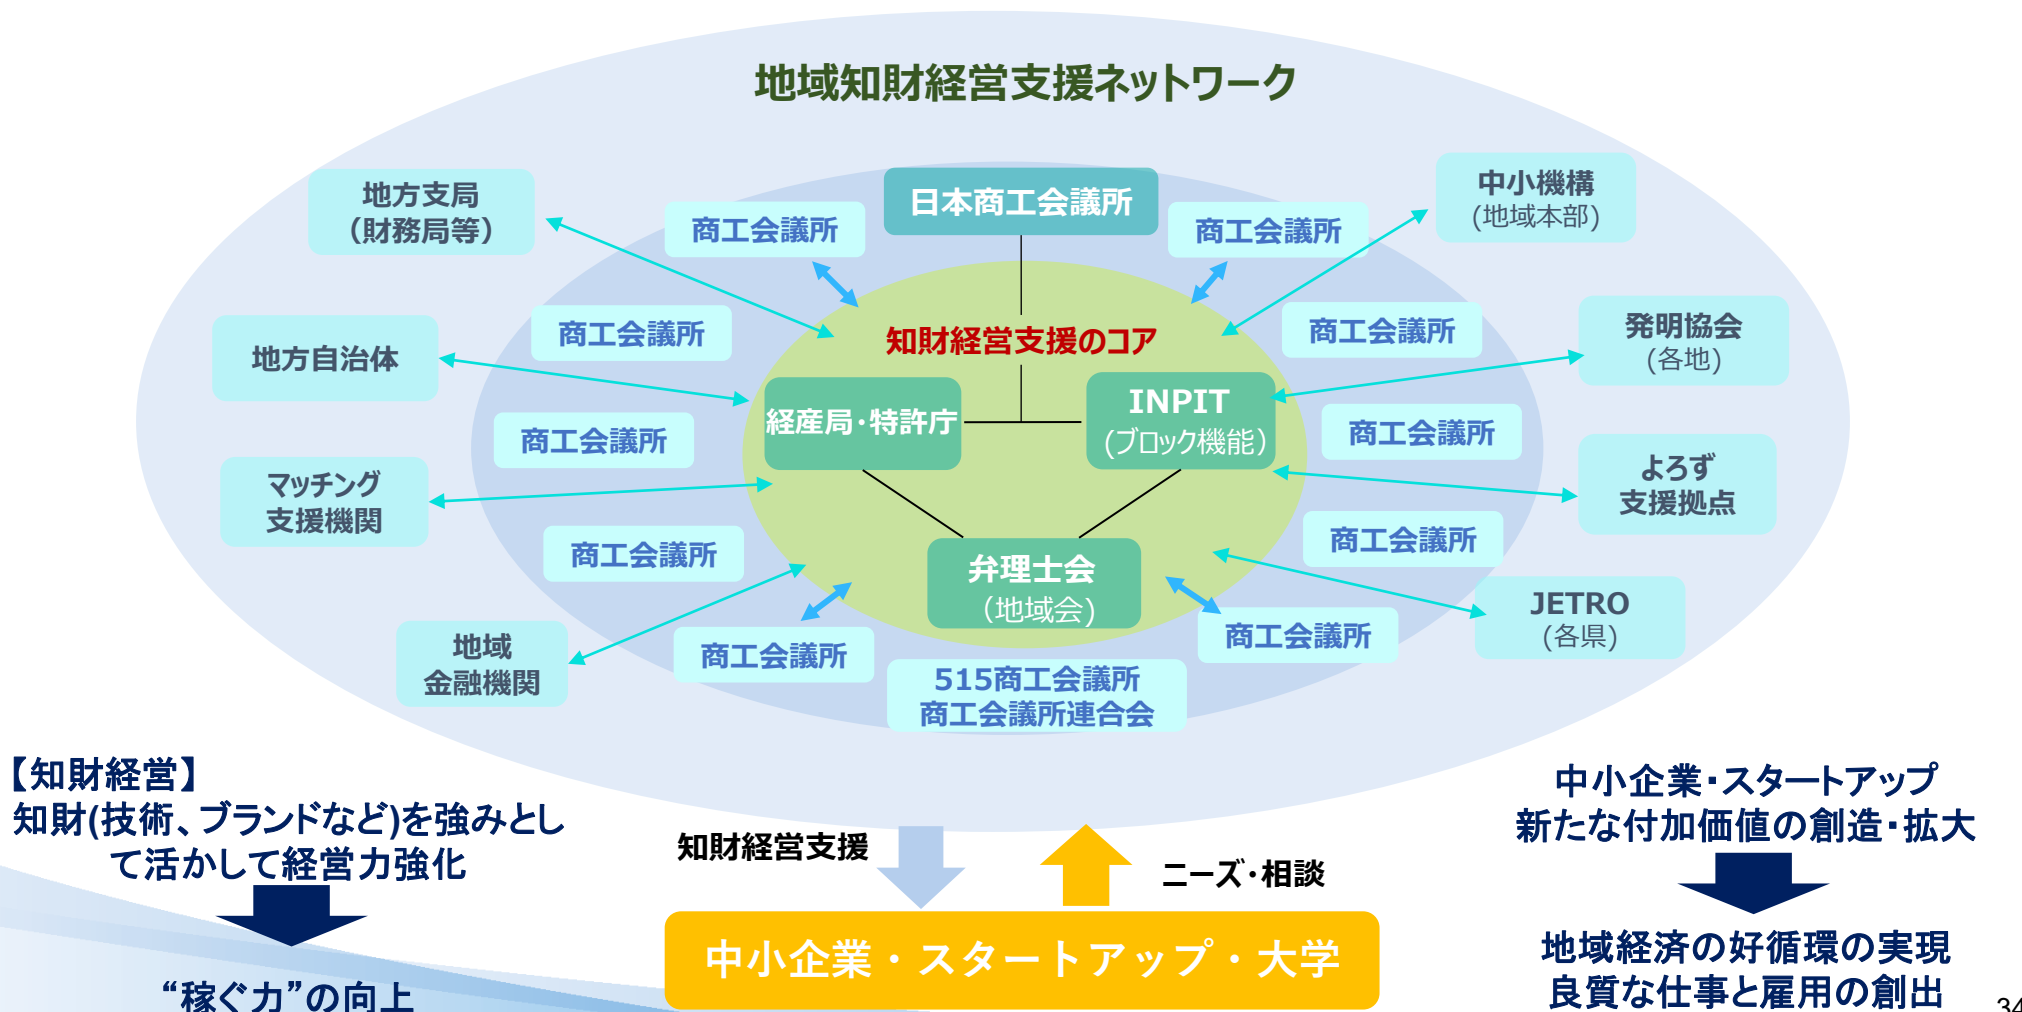 地域知財経営支援ネットワーク
日本商工会議所
地方支局
（財務局等）
商工会議所
商工会議所
中小機構
(地域本部)
商工会議所
商工会議所
地方自治体
知財経営支援のコア
発明協会
(各地)
経産局・特許庁
INPIT
(ブロック機能)
商工会議所
商工会議所
マッチング
支援機関
よろず
支援拠点
商工会議所
商工会議所
弁理士会
（地域会)
JETRO
(各県)
地域
金融機関
商工会議所
商工会議所
515商工会議所
商工会議所連合会
【知財経営】
知財(技術、ブランドなど)を強みとし
て活かして経営力強化
“稼ぐ力”の向上
知財経営支援
ニーズ・相談
中小企業・スタートアップ・大学
中小企業・スタートアップ
新たな付加価値の創造・拡大
地域経済の好循環の実現
良質な仕事と雇用の創出
34